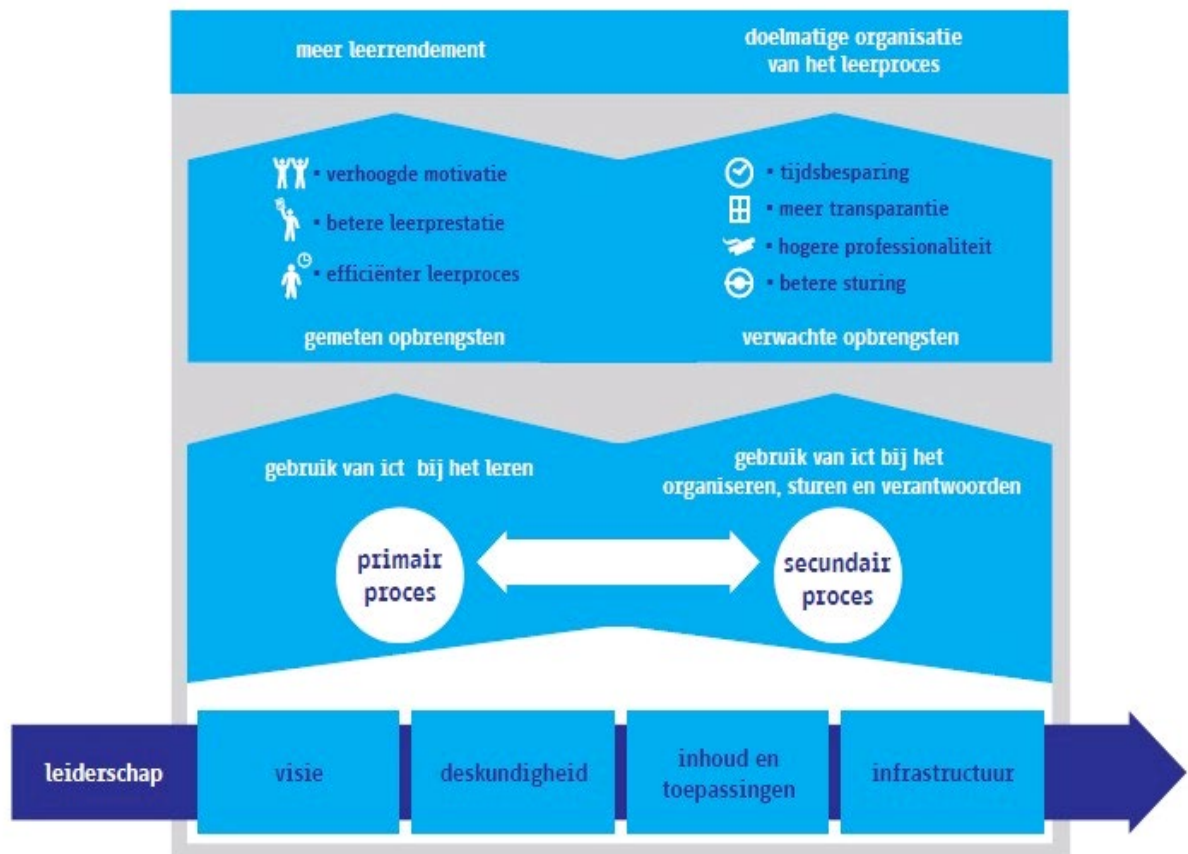 meer leerrendement
doelmatige organisatie
van het leerproces
▪ verhoogde motivatie
▪ betere leerprestatie
▪ efficiënter leerproces
gemeten opbrengsten
▪ tijdsbesparing
▪ meer transparantie
▪ hogere professionaliteit
▪ betere sturing
verwachte opbrengsten
gebruik van ict bij het leren
gebruik van ict bij het
organiseren, sturen en verantwoorden
primair
proces
secundair
proces
leiderschap
visie
deskundigheid
inhoud en
toepassingen
infrastructuur